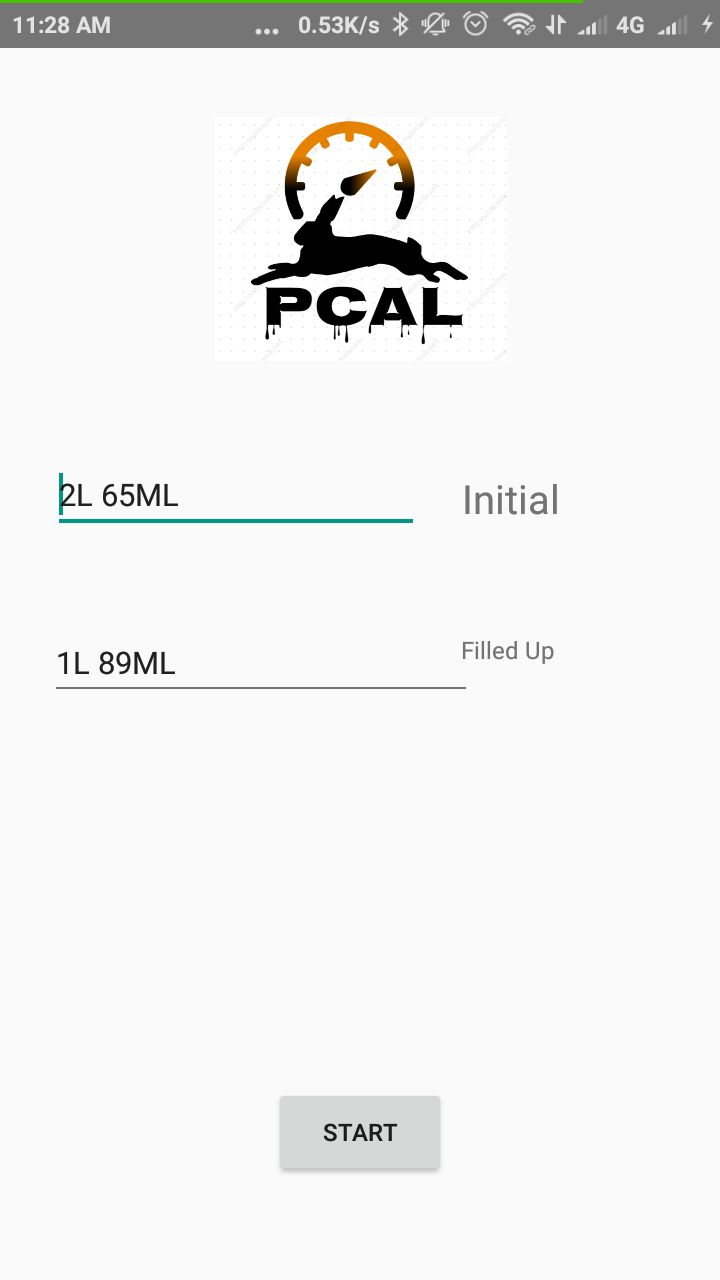 11:28 AM ... 0.53K/s 4G
PCAL
2L 65ML Initial
1L 89ML Filled Up
START